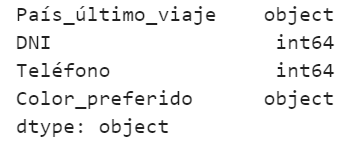 País_último_viaje object
DNI int64
Teléfono int64
Color_preferido object
dtype: object